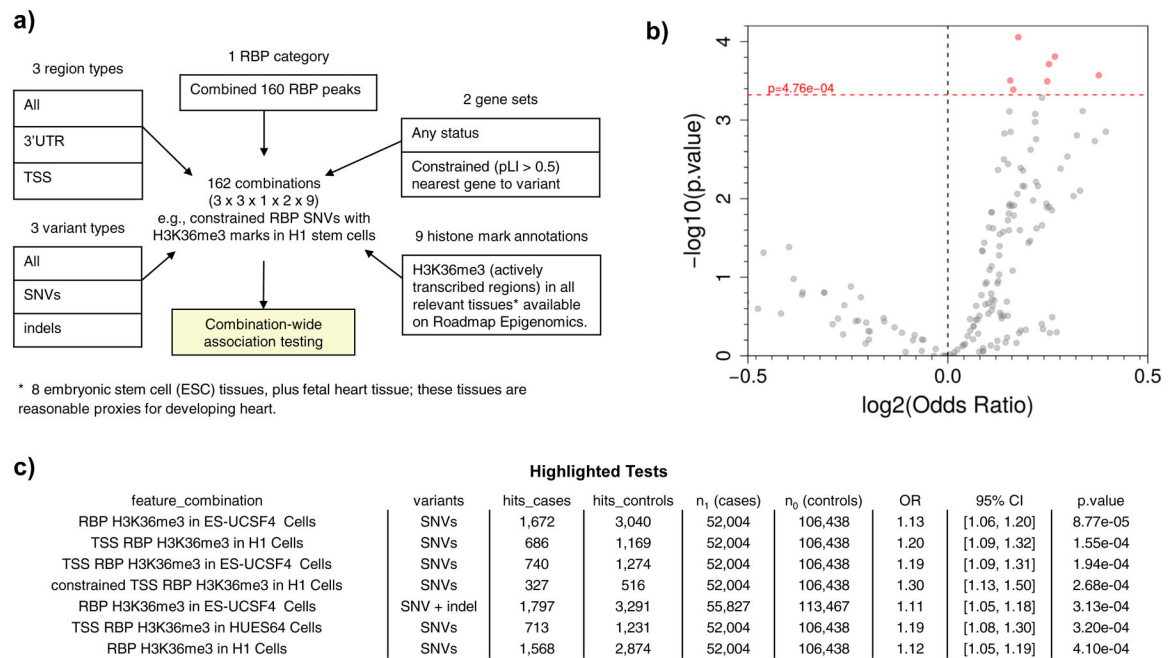 a)
1 RBP category
3 region types
Combined 160 RBP peaks
All
3'UTR
TSS
2 gene sets
Any status
Constrained (pLI > 0.5)
nearest gene to variant
162 combinations
(3 x 3 x 1 x 2 x 9)
e.g., constrained RBP SNVs with
H3K36me3 marks in H1 stem cells
3 variant types
All
SNVs
indels
9 histone mark annotations
H3K36me3 (actively
transcribed regions) in all
relevant tissues* available
on Roadmap Epigenomics.
Combination-wide
association testing
* 8 embryonic stem cell (ESC) tissues, plus fetal heart tissue; these tissues are
reasonable proxies for developing heart.
b)
4
3
2
1
0
-log10(p.value)
p=4.76e-04
-0.5 0.0 0.5
log2(Odds Ratio)
c)
Highlighted Tests
feature_combination variants hits_cases hits_controls n1 (cases) n0 (controls) OR 95% CI p.value
RBP H3K36me3 in ES-UCSF4 Cells SNVs 1,672 3,040 52,004 106,438 1.13 [1.06, 1.20] 8.77e-05
TSS RBP H3K36me3 in H1 Cells SNVs 686 1,169 52,004 106,438 1.20 [1.09, 1.32] 1.55e-04
TSS RBP H3K36me3 in ES-UCSF4 Cells SNVs 740 1,274 52,004 106,438 1.19 [1.09, 1.31] 1.94e-04
constrained TSS RBP H3K36me3 in H1 Cells SNVs 327 516 52,004 106,438 1.30 [1.13, 1.50] 2.68e-04
RBP H3K36me3 in ES-UCSF4 Cells SNV + indel 1,797 3,291 55,827 113,467 1.11 [1.05, 1.18] 3.13e-04
TSS RBP H3K36me3 in HUES64 Cells SNVs 713 1,231 52,004 106,438 1.19 [1.08, 1.30] 3.20e-04
RBP H3K36me3 in H1 Cells SNVs 1,568 2,874 52,004 106,438 1.12 [1.05, 1.19] 4.10e-04